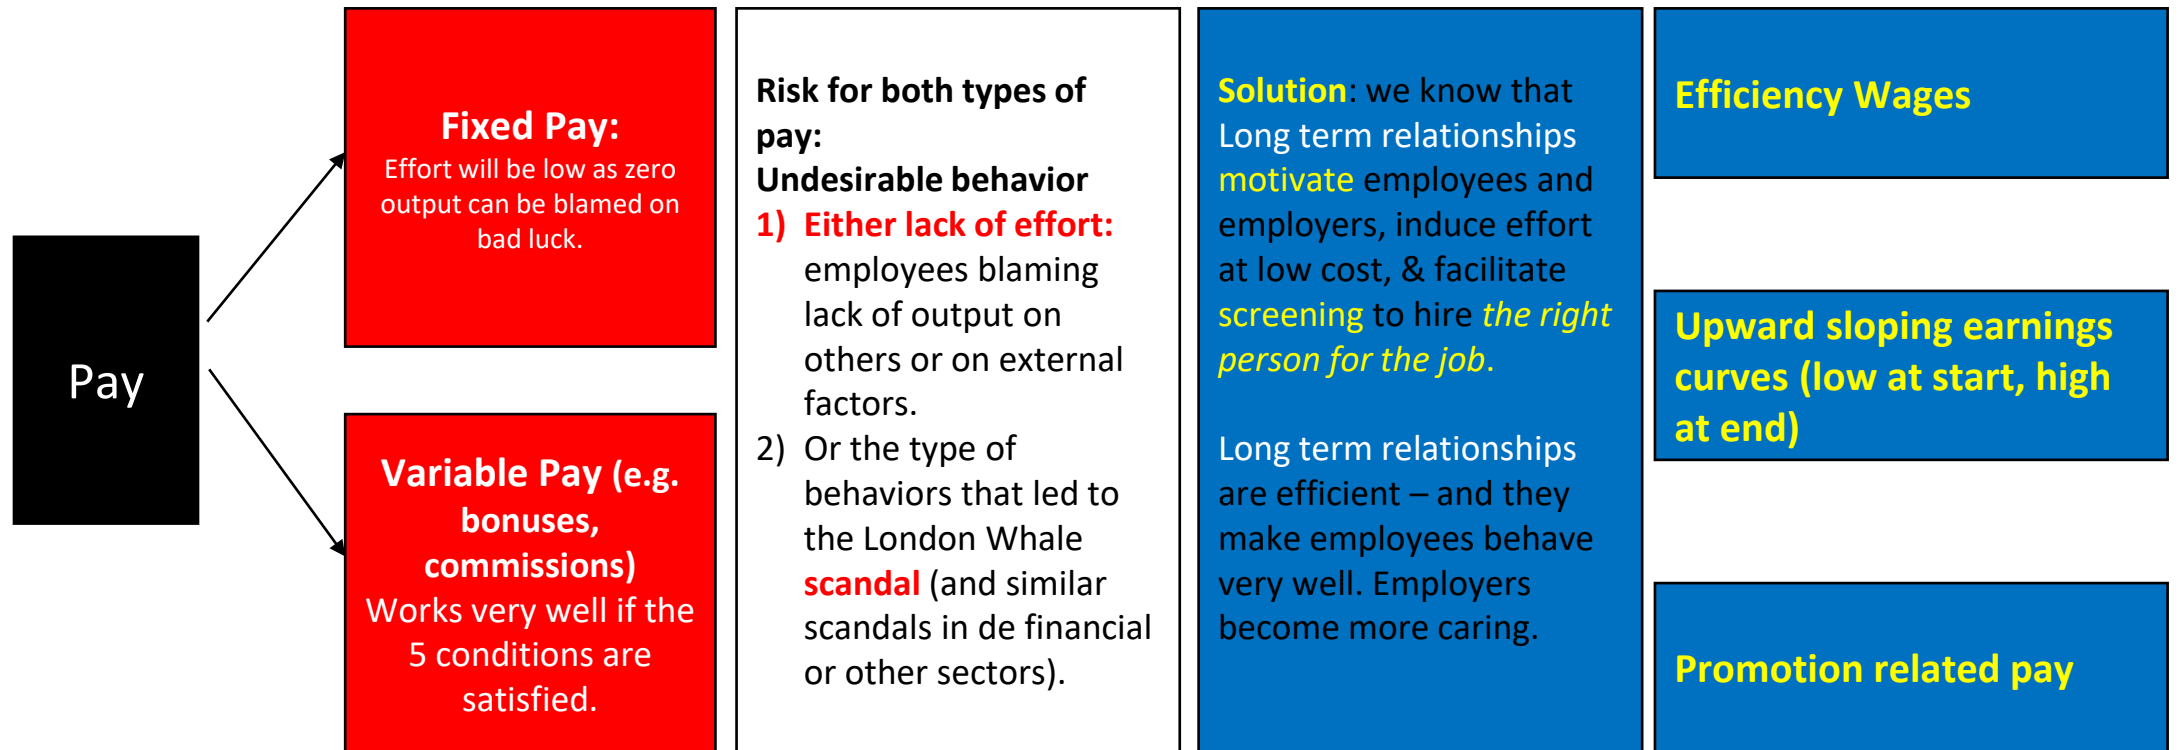 Pay
Fixed Pay:
Effort will be low as zero
output can be blamed on
bad luck.
Variable Pay (e.g.
bonuses,
commissions)
Works very well if the
5 conditions are
satisfied.
Risk for both types of
pay:
Undesirable behavior
1) Either lack of effort:
employees blaming
lack of output on
others or on external
factors.
2) Or the type of
behaviors that led to
the London Whale
scandal (and similar
scandals in de financial
or other sectors).
Solution: we know that
Long term relationships
motivate employees and
employers, induce effort
at low cost, & facilitate
screening to hire the right
person for the job.
Long term relationships
are efficient – and they
make employees behave
very well. Employers
become more caring.
Efficiency Wages
Upward sloping earnings
curves (low at start, high
at end)
Promotion related pay